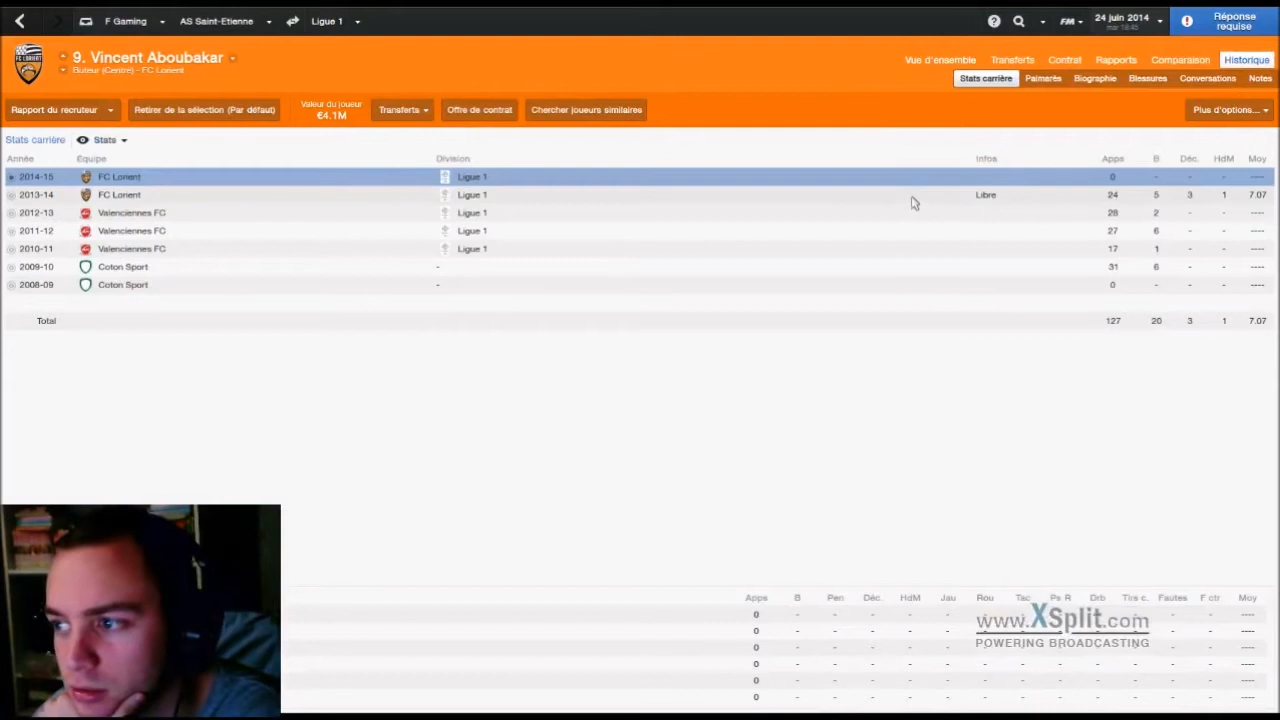 F Gaming AS Saint-Etienne Ligue 1 FM 24 juin 2014 Réponse
mar 18:45 requise
FC LORIENT
9. Vincent Aboubakar
Buteur (Centre) - FC Lorient
Vue d'ensemble Transferts Contrat Rapports Comparaison Historique
Stats carrière Palmarès Biographie Blessures Conversations Notes
Rapport du recruteur Retirer de la sélection (Par défaut) Valeur du joueur €4.1M Transferts Offre de contrat Chercher joueurs similaires Plus d'options...
Stats carrière Stats
Année Équipe Division Infos Apps B Déc. HdM Moy
2014-15 FC Lorient Ligue 1 0 - - - ----
2013-14 FC Lorient Ligue 1 Libre 24 5 3 1 7.07
2012-13 Valenciennes FC Ligue 1 28 2 - - ----
2011-12 Valenciennes FC Ligue 1 27 6 - - ----
2010-11 Valenciennes FC Ligue 1 17 1 - - ----
2009-10 Coton Sport - 31 6 - - ----
2008-09 Coton Sport - 0 - - - ----
Total 127 20 3 1 7.07
Apps B Pen Déc. HdM Jau Rou Tac Ps R Drb Tirs c. Fautes F ctr Moy
0 - - - - - - - - - - - - ----
0 - - - - - - - - - - - - ----
0 - - - - - - - - - - - - ----
0 - - - - - - - - - - - - ----
0 - - - - - - - - - - - - ----
0 - - - - - - - - - - - - ----
www.XSplit.com
POWERING BROADCASTING